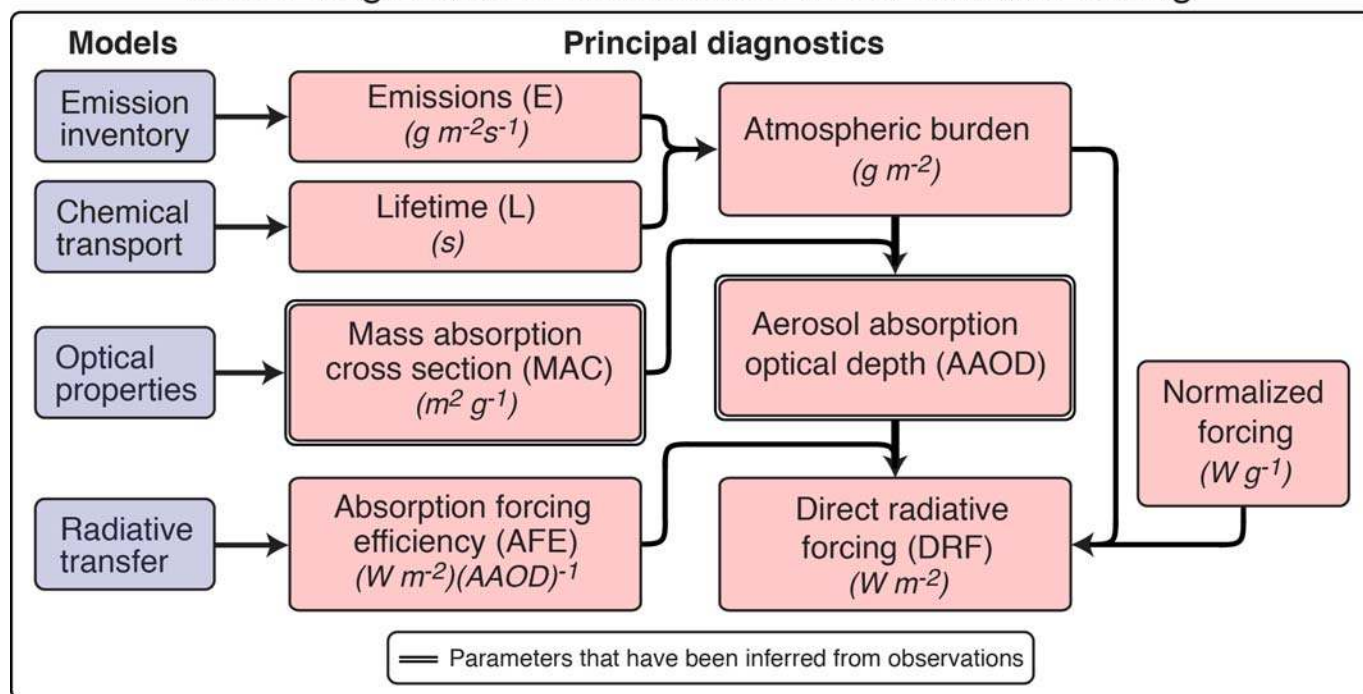 Models
Principal diagnostics
Emission
inventory
Emissions (E)
(g m⁻²s⁻¹)
Atmospheric burden
(g m⁻²)
Chemical
transport
Lifetime (L)
(s)
Optical
properties
Mass absorption
cross section (MAC)
(m² g⁻¹)
Aerosol absorption
optical depth (AAOD)
Normalized
forcing
(W g⁻¹)
Radiative
transfer
Absorption forcing
efficiency (AFE)
(W m⁻²)(AAOD)⁻¹
Direct radiative
forcing (DRF)
(W m⁻²)
Parameters that have been inferred from observations